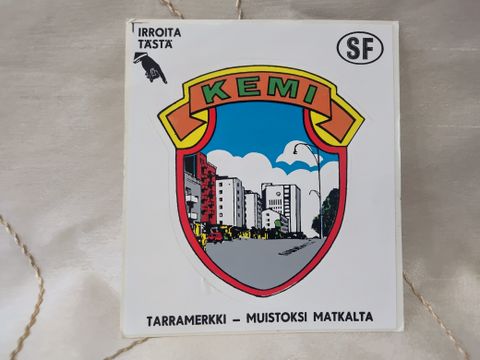 IRROITA
TÄSTÄ
SF
KEMI
TARRAMERKKI – MUISTOKSI MATKALTA